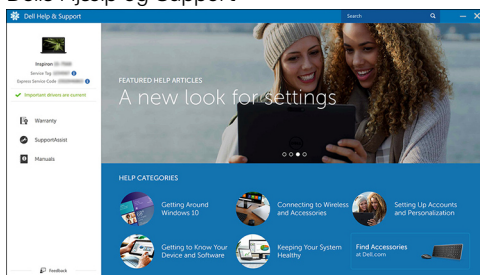 Dells Hjælp og Support
Dell Help & Support
Search
Inspiron
Service Tag
Express Service Code
Important drivers are current
Warranty
SupportAssist
Manuals
Feedback
FEATURED HELP ARTICLES
A new look for settings
HELP CATEGORIES
Getting Around
Windows 10
Connecting to Wireless
and Accessories
Setting Up Accounts
and Personalization
Getting to Know Your
Device and Software
Keeping Your System
Healthy
Find Accessories
at Dell.com